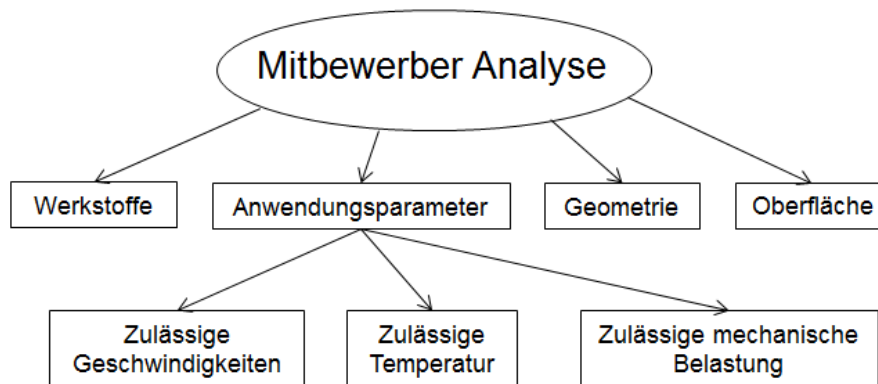 Mitbewerber Analyse
Werkstoffe
Anwendungsparameter
Geometrie
Oberfläche
Zulässige
Geschwindigkeiten
Zulässige
Temperatur
Zulässige mechanische
Belastung